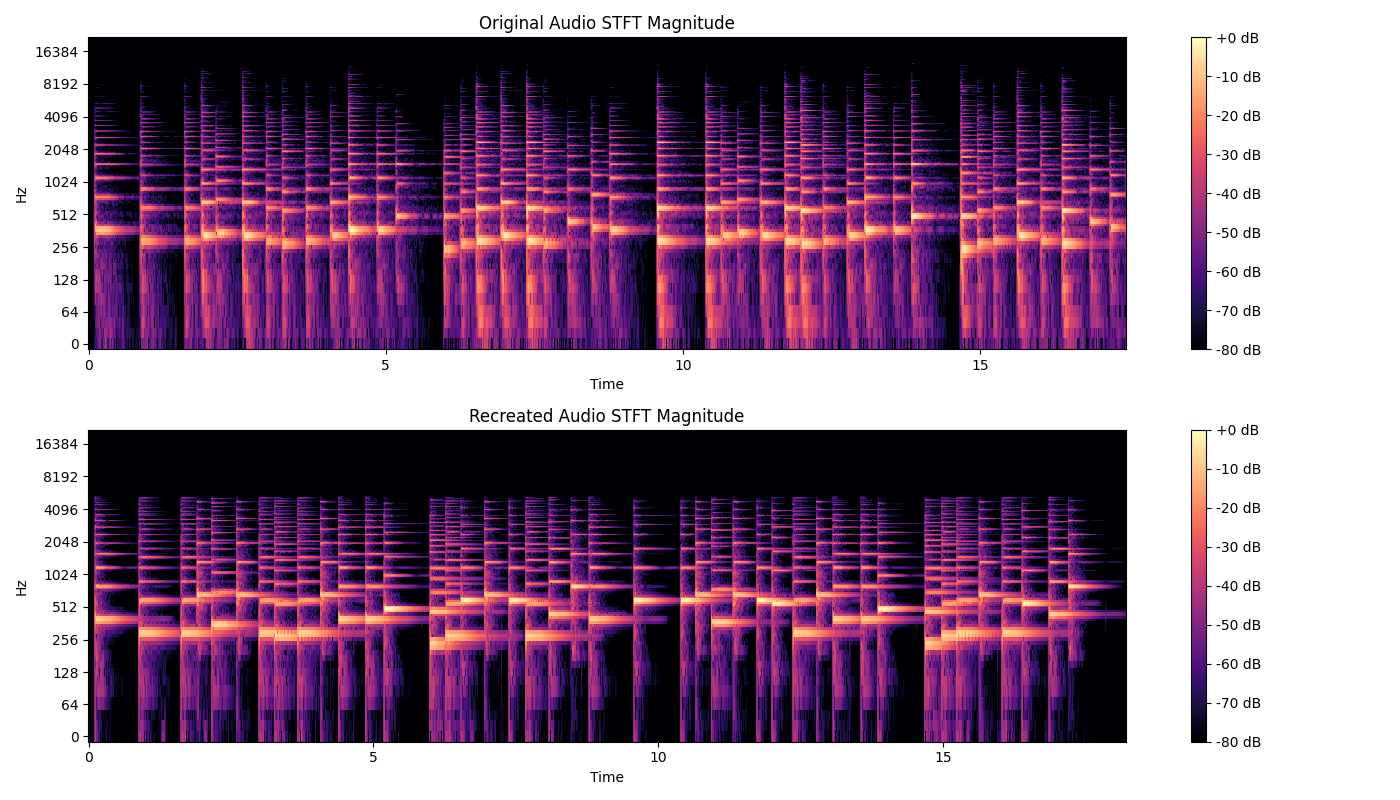 Original Audio STFT Magnitude
16384
8192
4096
2048
1024
512
256
128
64
0
Hz
0 5 10 15
Time
+0 dB
-10 dB
-20 dB
-30 dB
-40 dB
-50 dB
-60 dB
-70 dB
-80 dB
Recreated Audio STFT Magnitude
16384
8192
4096
2048
1024
512
256
128
64
0
Hz
0 5 10 15
Time
+0 dB
-10 dB
-20 dB
-30 dB
-40 dB
-50 dB
-60 dB
-70 dB
-80 dB